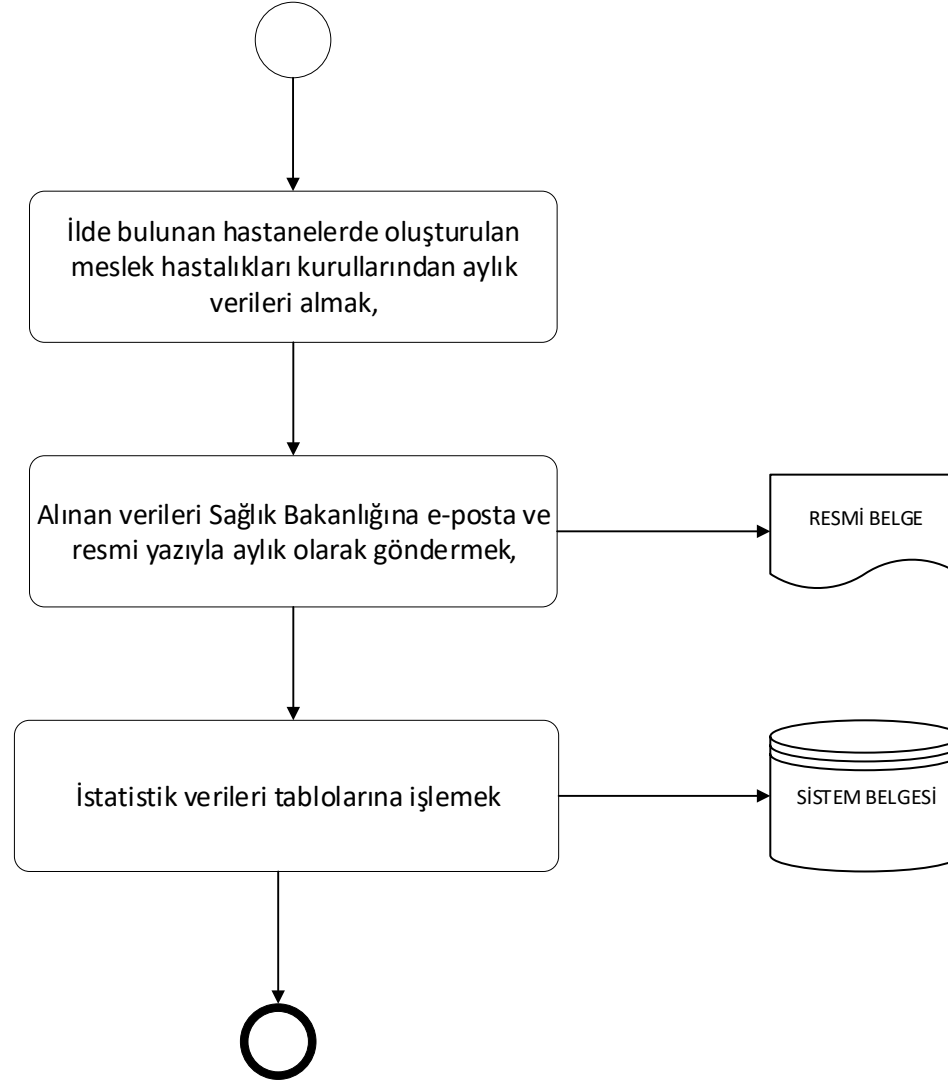 İlde bulunan hastanelerde oluşturulan
meslek hastalıkları kurullarından aylık
verileri almak,
Alınan verileri Sağlık Bakanlığına e-posta ve
resmi yazıyla aylık olarak göndermek,
RESMİ BELGE
İstatistik verileri tablolarına işlemek
SİSTEM BELGESİ